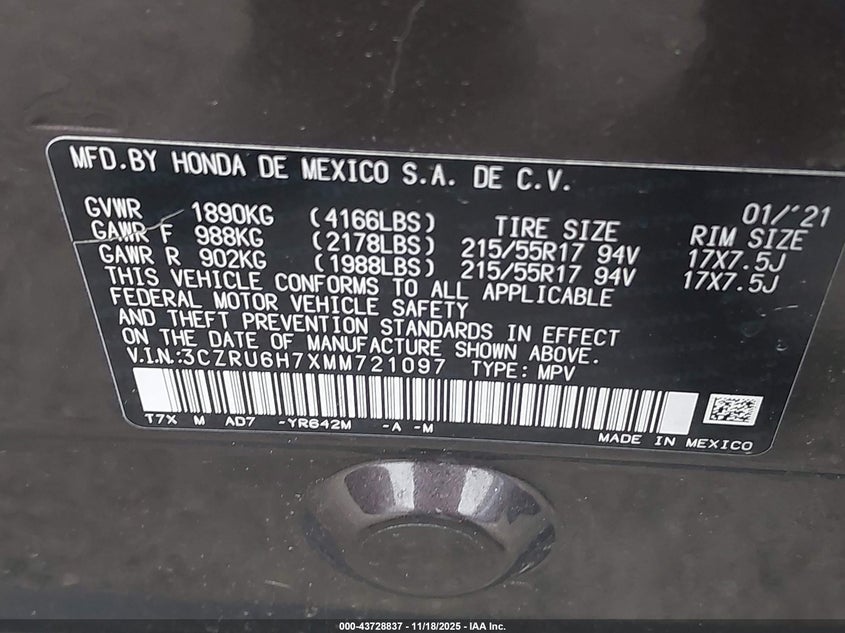 MFD.BY HONDA DE MEXICO S.A. DE C.V.
01/'21
GVWR 1890KG (4166LBS) TIRE SIZE RIM SIZE
GAWR F 988KG (2178LBS) 215/55R17 94V 17X7.5J
GAWR R 902KG (1988LBS) 215/55R17 94V 17X7.5J
THIS VEHICLE CONFORMS TO ALL APPLICABLE
FEDERAL MOTOR VEHICLE SAFETY
AND THEFT PREVENTION STANDARDS IN EFFECT
ON THE DATE OF MANUFACTURE SHOWN ABOVE.
V.I.N.:3CZRU6H7XMM721097 TYPE: MPV
T7X M AD7 -YR642M -A -M
MADE IN MEXICO
000-43728837 - 11/18/2025 - IAA Inc.